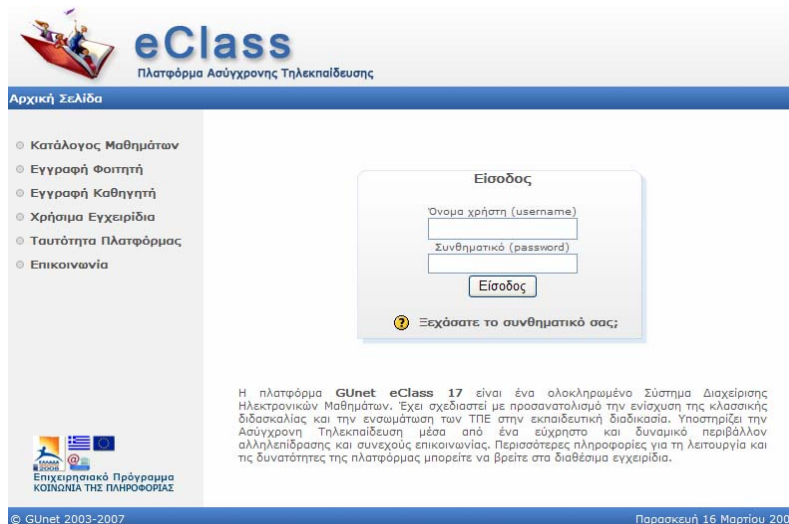 eClass
Πλατφόρμα Ασύγχρονης Τηλεκπαίδευσης
Αρχική Σελίδα
Κατάλογος Μαθημάτων
Εγγραφή Φοιτητή
Εγγραφή Καθηγητή
Χρήσιμα Εγχειρίδια
Ταυτότητα Πλατφόρμας
Επικοινωνία
Είσοδος
Όνομα χρήστη (username)
Συνθηματικό (password)
Είσοδος
? Ξεχάσατε το συνθηματικό σας;
Η πλατφόρμα GUnet eClass 17 είναι ένα ολοκληρωμένο Σύστημα Διαχείρισης
Ηλεκτρονικών Μαθημάτων. Έχει σχεδιαστεί με προσανατολισμό την ενίσχυση της κλασσικής
διδασκαλίας και την ενσωμάτωση των ΤΠΕ στην εκπαιδευτική διαδικασία. Υποστηρίζει την
Ασύγχρονη Τηλεκπαίδευση μέσα από ένα εύχρηστο και δυναμικό περιβάλλον
αλληλεπίδρασης και συνεχούς επικοινωνίας. Περισσότερες πληροφορίες για τη λειτουργία και
τις δυνατότητες της πλατφόρμας μπορείτε να βρείτε στα διαθέσιμα εγχειρίδια.
ΕΛΛΑΔΑ
2008
@
Επιχειρησιακό Πρόγραμμα
ΚΟΙΝΩΝΙΑ ΤΗΣ ΠΛΗΡΟΦΟΡΙΑΣ
© GUnet 2003-2007
Παρασκευή 16 Μαρτίου 200